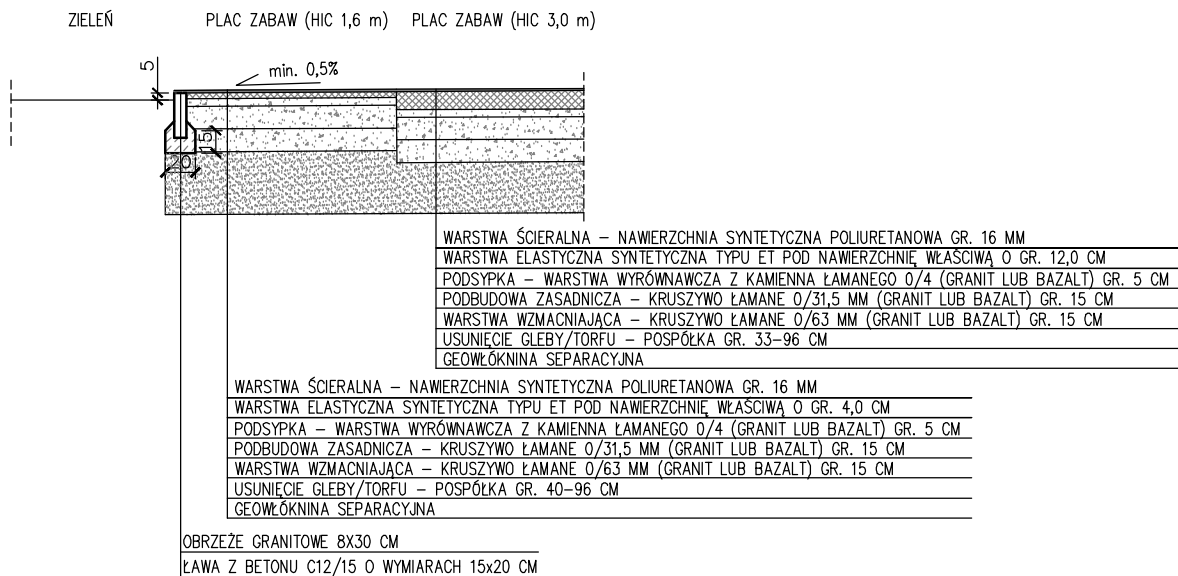 ZIELEŃ
PLAC ZABAW (HIC 1,6 m)
PLAC ZABAW (HIC 3,0 m)
5
min. 0,5%
15
20
WARSTWA ŚCIERALNA – NAWIERZCHNIA SYNTETYCZNA POLIURETANOWA GR. 16 MM
WARSTWA ELASTYCZNA SYNTETYCZNA TYPU ET POD NAWIERZCHNIĘ WŁAŚCIWĄ O GR. 12,0 CM
PODSYPKA – WARSTWA WYRÓWNAWCZA Z KAMIENNA ŁAMANEGO 0/4 (GRANIT LUB BAZALT) GR. 5 CM
PODBUDOWA ZASADNICZA – KRUSZYWO ŁAMANE 0/31,5 MM (GRANIT LUB BAZALT) GR. 15 CM
WARSTWA WZMACNIAJĄCA – KRUSZYWO ŁAMANE 0/63 MM (GRANIT LUB BAZALT) GR. 15 CM
USUNIĘCIE GLEBY/TORFU – POSPÓŁKA GR. 33–96 CM
GEOWŁÓKNINA SEPARACYJNA
WARSTWA ŚCIERALNA – NAWIERZCHNIA SYNTETYCZNA POLIURETANOWA GR. 16 MM
WARSTWA ELASTYCZNA SYNTETYCZNA TYPU ET POD NAWIERZCHNIĘ WŁAŚCIWĄ O GR. 4,0 CM
PODSYPKA – WARSTWA WYRÓWNAWCZA Z KAMIENNA ŁAMANEGO 0/4 (GRANIT LUB BAZALT) GR. 5 CM
PODBUDOWA ZASADNICZA – KRUSZYWO ŁAMANE 0/31,5 MM (GRANIT LUB BAZALT) GR. 15 CM
WARSTWA WZMACNIAJĄCA – KRUSZYWO ŁAMANE 0/63 MM (GRANIT LUB BAZALT) GR. 15 CM
USUNIĘCIE GLEBY/TORFU – POSPÓŁKA GR. 40–96 CM
GEOWŁÓKNINA SEPARACYJNA
OBRZEŻE GRANITOWE 8X30 CM
ŁAWA Z BETONU C12/15 O WYMIARACH 15x20 CM